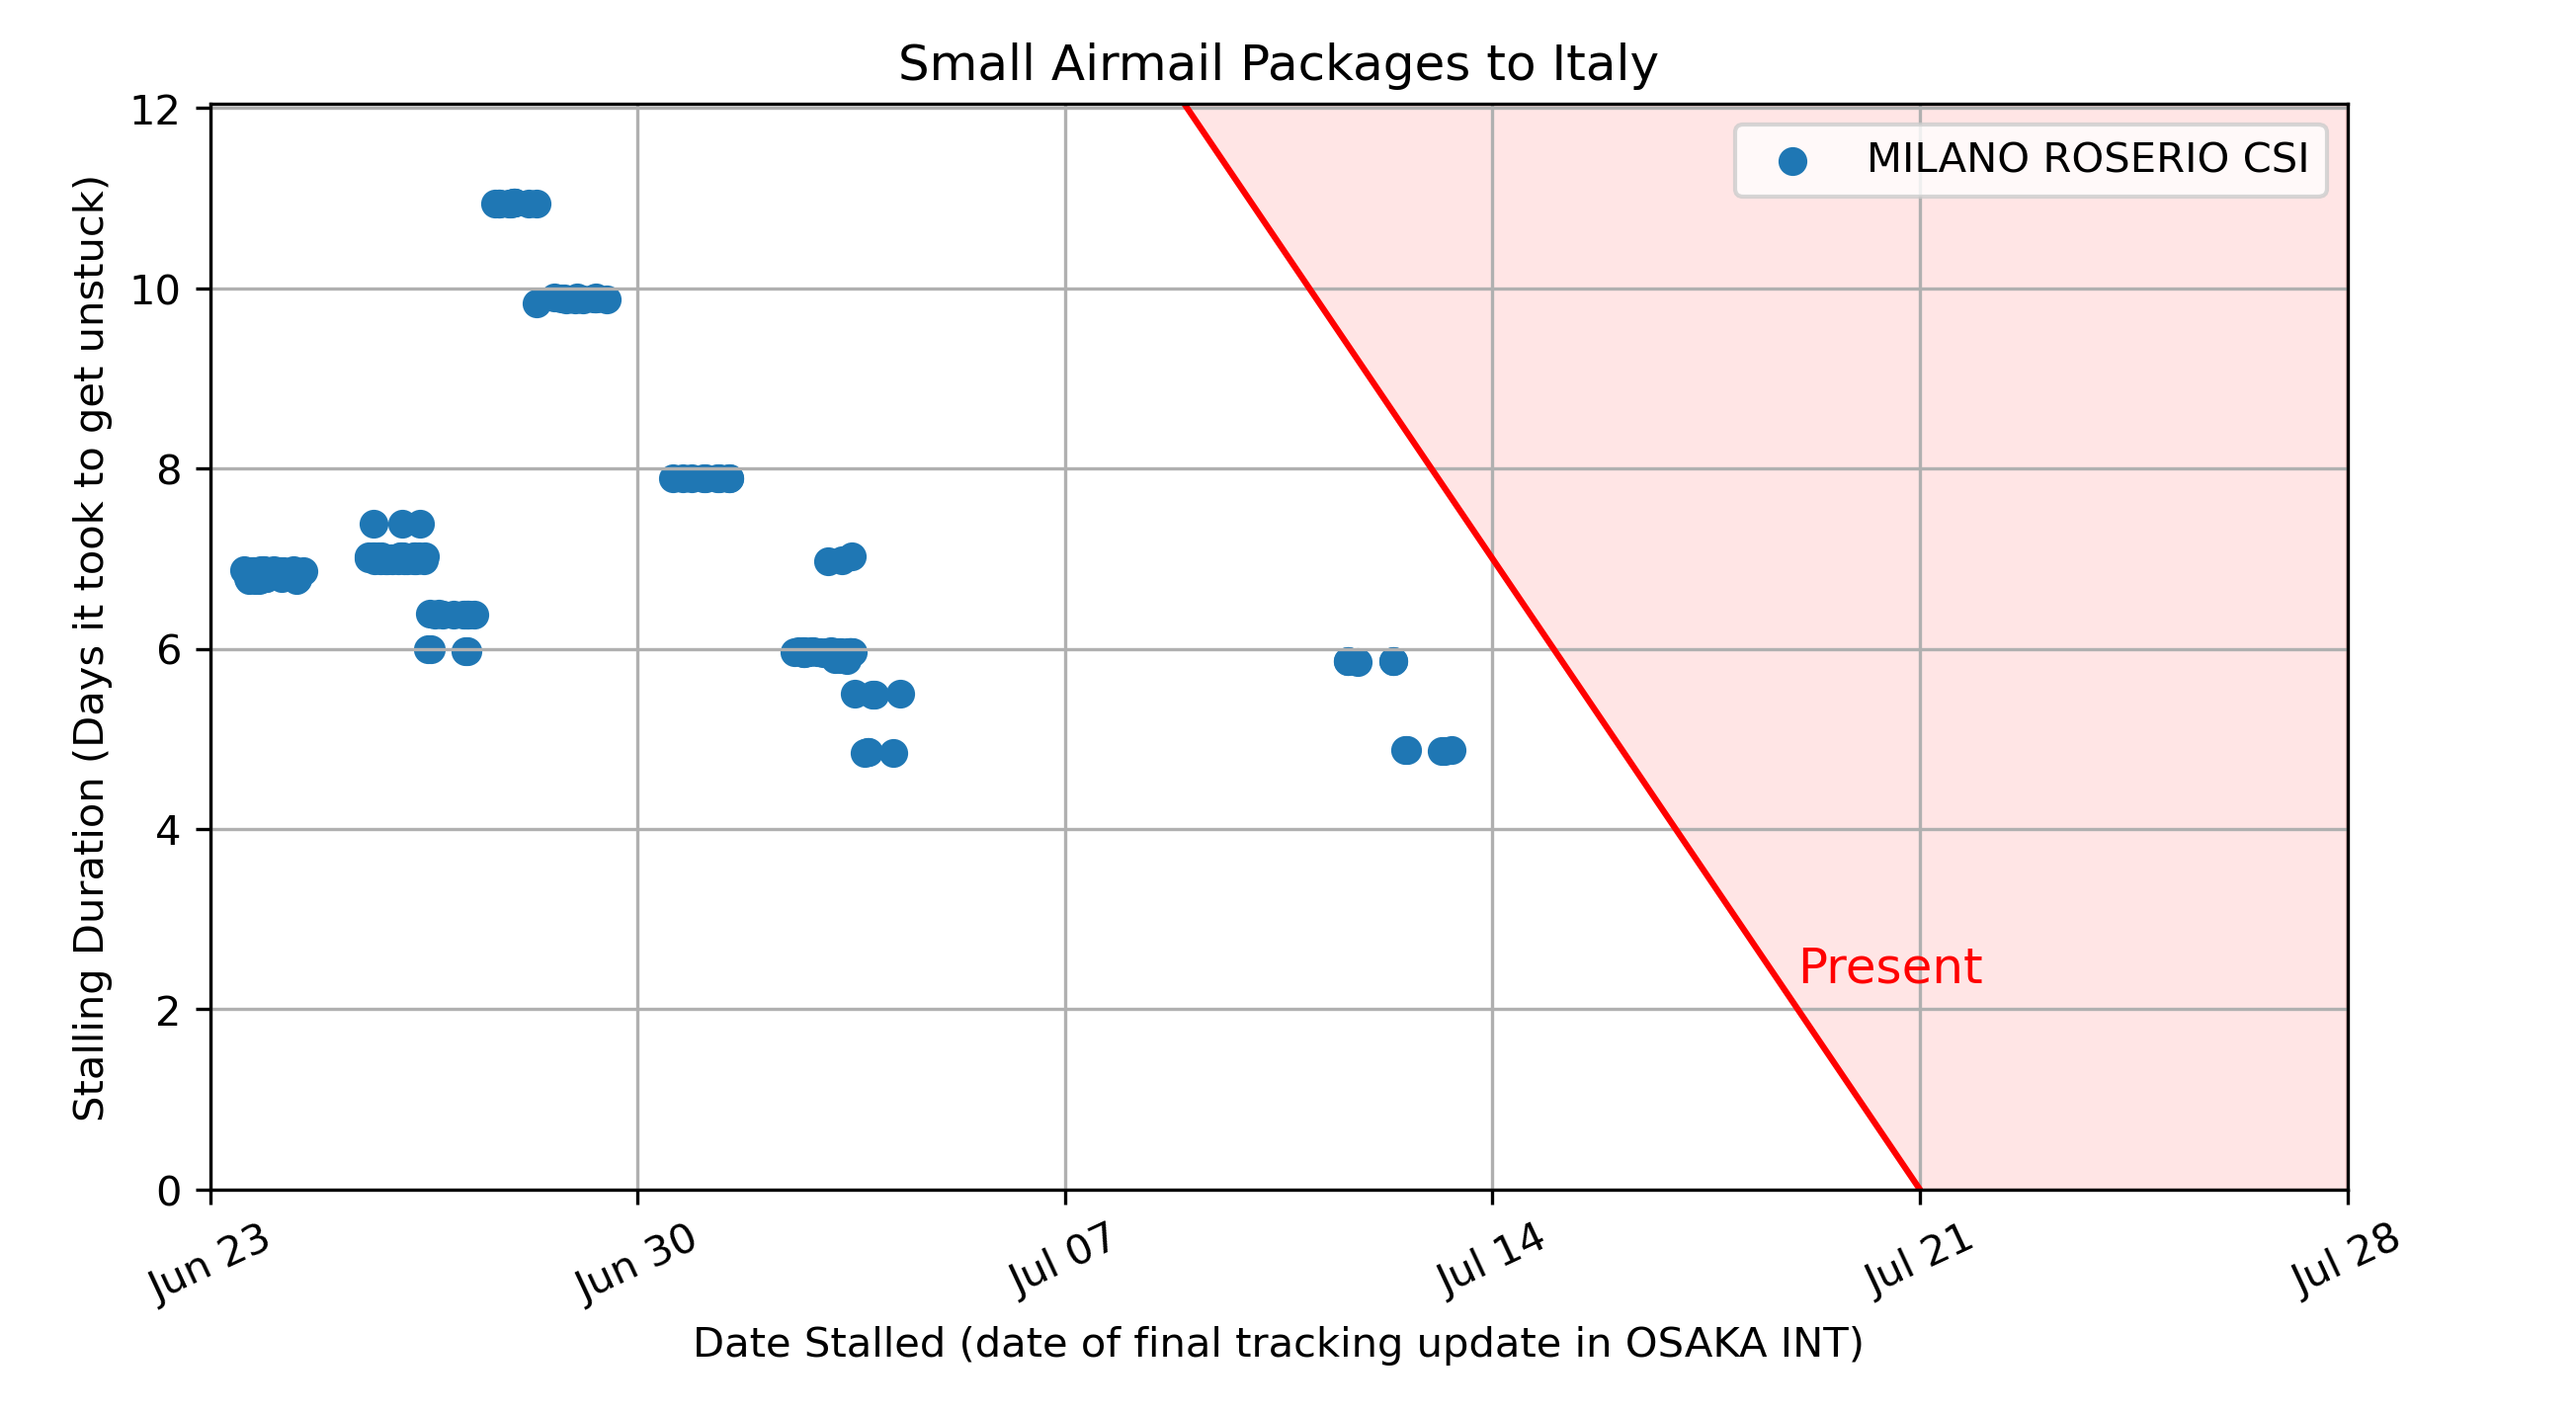 Small Airmail Packages to Italy
MILANO ROSERIO CSI
Stalling Duration (Days it took to get unstuck)
12
10
8
6
4
2
0
Present
Jun 23
Jun 30
Jul 07
Jul 14
Jul 21
Jul 28
Date Stalled (date of final tracking update in OSAKA INT)